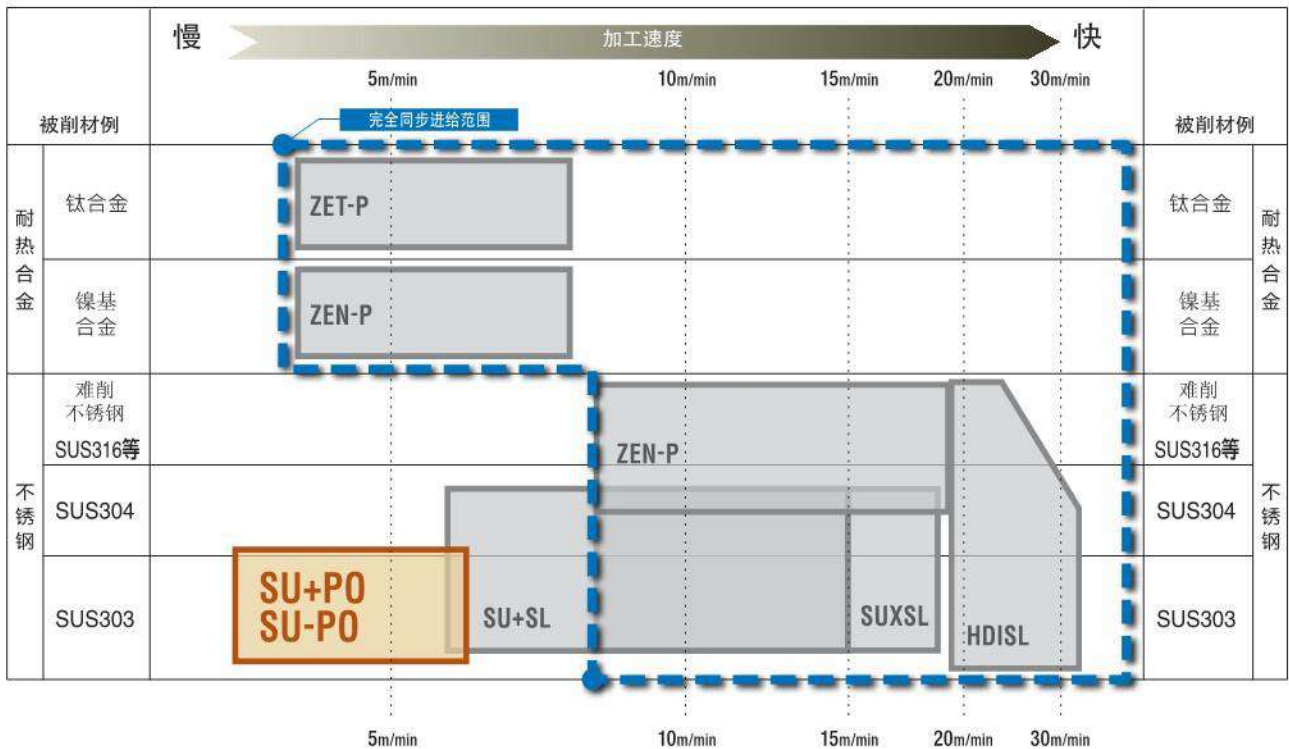 慢
加工速度
快
5m/min
10m/min
15m/min
20m/min
30m/min
被削材例
完全同步进给范围
被削材例
耐热合金
钛合金
ZET-P
钛合金
耐热合金
镍基
合金
ZEN-P
镍基
合金
不锈钢
难削
不锈钢
SUS316等
ZEN-P
难削
不锈钢
SUS316等
不锈钢
SUS304
SUS304
SUS303
SU+PO
SU-PO
SU+SL
SUXSL
HDISL
SUS303
5m/min
10m/min
15m/min
20m/min
30m/min